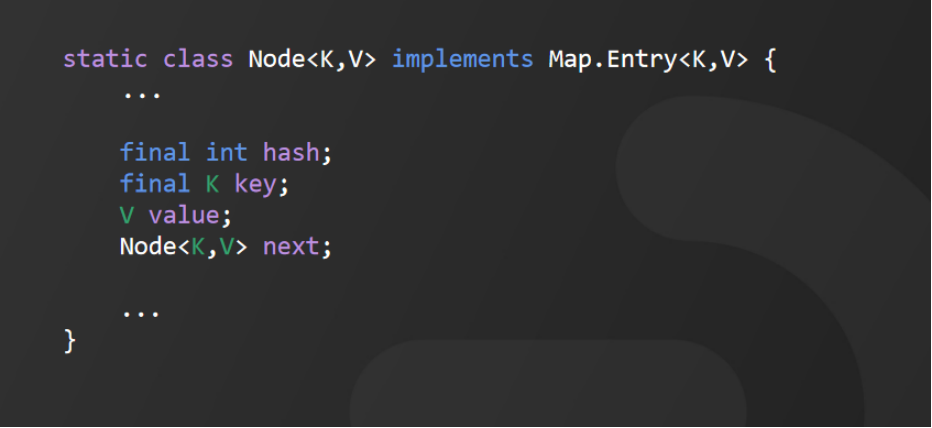 static class Node<K,V> implements Map.Entry<K,V> {
    ...
    final int hash;
    final K key;
    V value;
    Node<K,V> next;
    ...
}